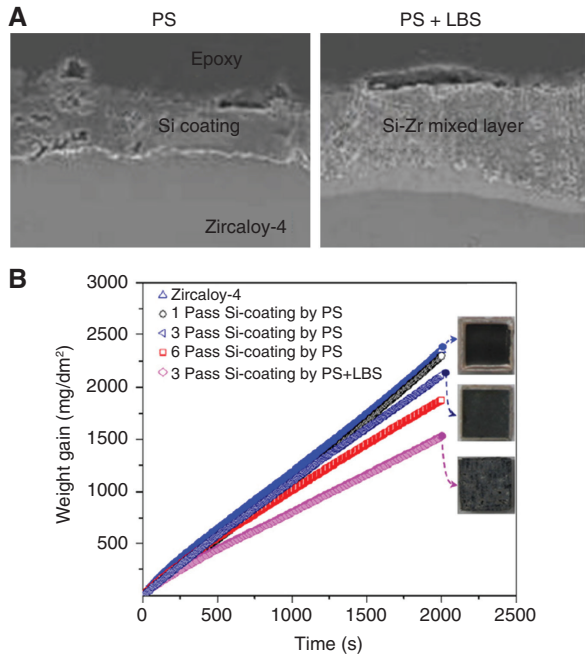 A
PS
PS + LBS
Epoxy
Si coating
Zircaloy-4
Si-Zr mixed layer
B
Weight gain (mg/dm²)
3000
2500
2000
1500
1000
500
Zircaloy-4
1 Pass Si-coating by PS
3 Pass Si-coating by PS
6 Pass Si-coating by PS
3 Pass Si-coating by PS+LBS
0
500
1000
1500
2000
2500
Time (s)